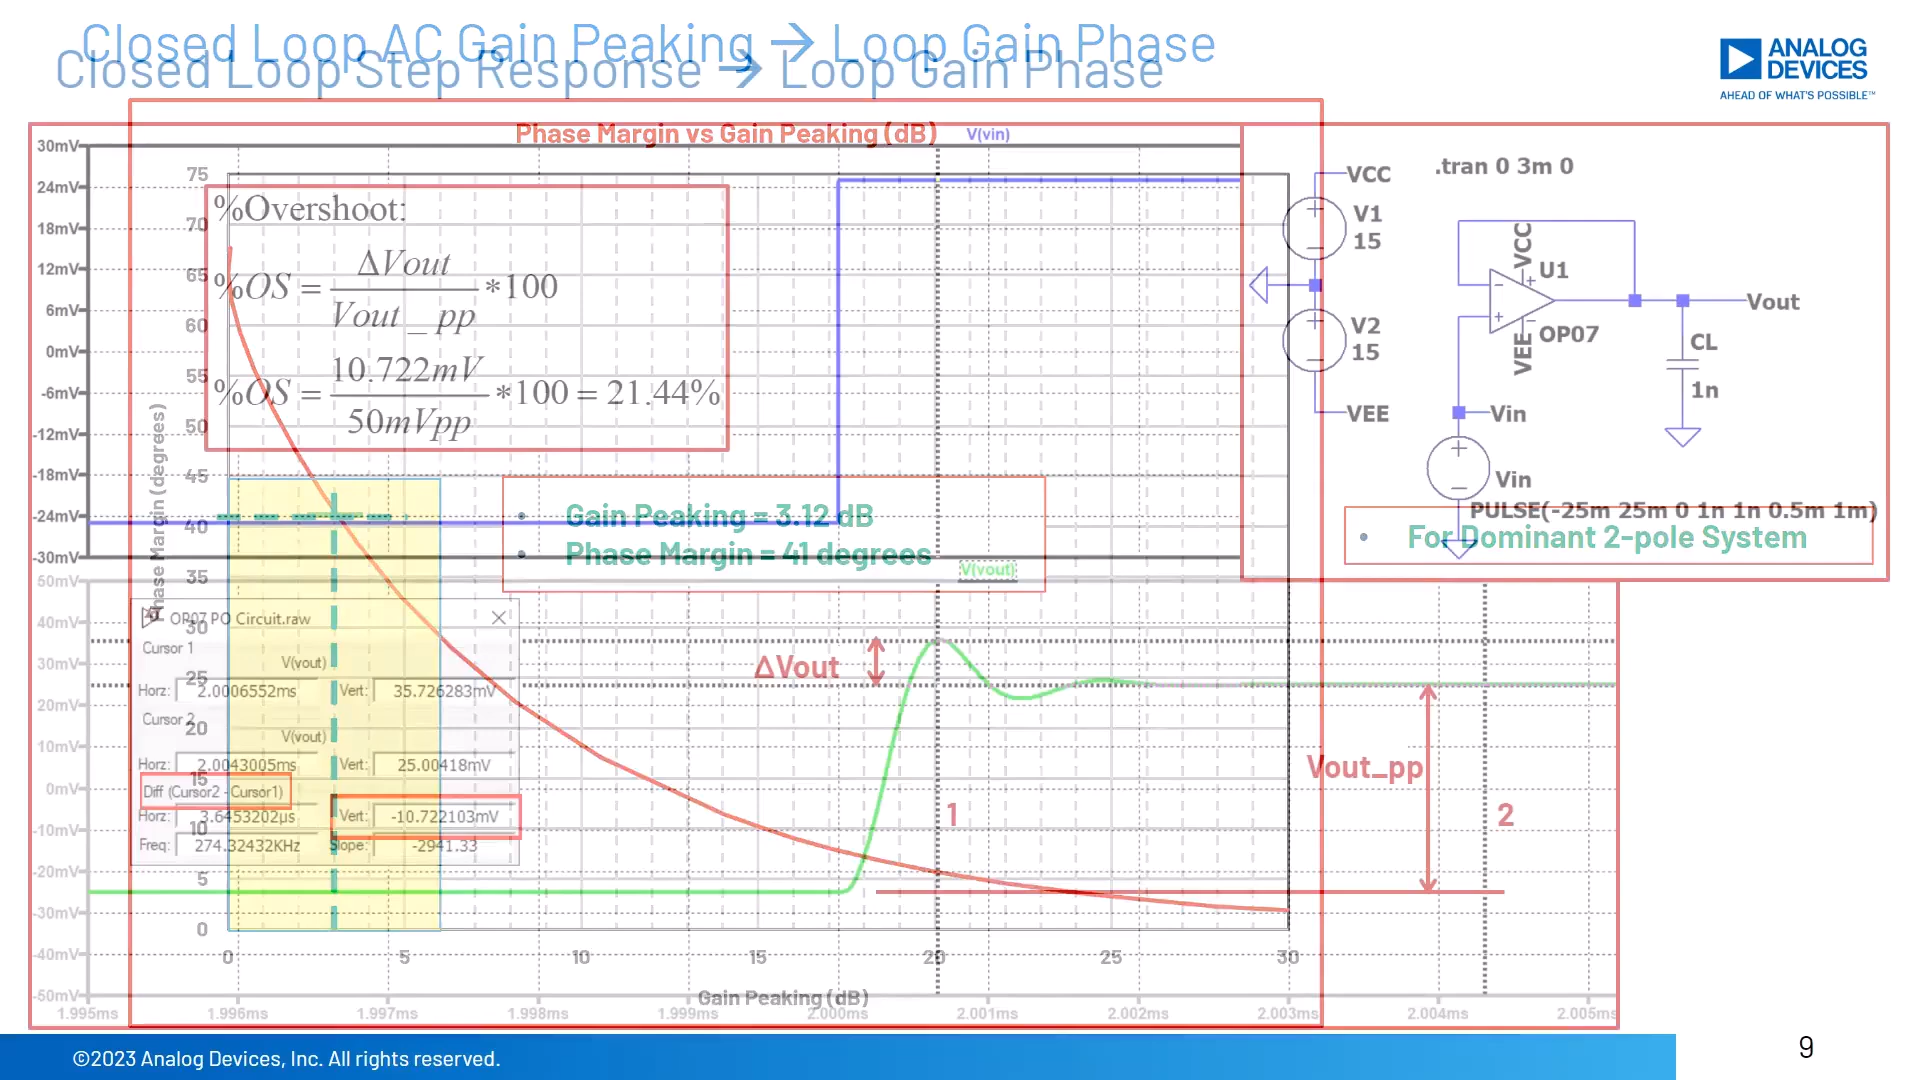 Closed Loop AC Gain Peaking → Loop Gain Phase
Closed Loop Step Response → Loop Gain Phase
ANALOG
DEVICES
AHEAD OF WHAT'S POSSIBLE™
Phase Margin vs Gain Peaking (dB)
V(vin)
30mV
24mV
18mV
12mV
6mV
0mV
-6mV
-12mV
-18mV
-24mV
-30mV
75
70
65
60
55
50
45
40
35
30
25
20
15
10
5
0
Phase Margin (degrees)
%Overshoot:
%OS = ΔVout / Vout_pp *100
%OS = 10.722mV / 50mVpp *100 = 21.44%
.tran 0 3m 0
VCC
V1
15
V2
15
VEE
VCC
U1
OP07
VEE
Vout
CL
1n
Vin
Vin
PULSE(-25m 25m 0 1n 1n 0.5m 1m)
• For Dominant 2-pole System
• Gain Peaking = 3.12 dB
• Phase Margin = 41 degrees
V(vout)
50mV
40mV
30mV
20mV
10mV
0mV
-10mV
-20mV
-30mV
-40mV
-50mV
OP07 PO Circuit.raw
Cursor 1
V(vout)
Horz: 2.0006552ms Vert: 35.726283mV
Cursor 2
V(vout)
Horz: 2.0043005ms Vert: 25.00418mV
Diff (Cursor2 - Cursor1)
Horz: 3.6453202µs Vert: -10.722103mV
Freq: 274.32432KHz Slope: -2941.33
ΔVout
1
Vout_pp
2
0 5 10 15 20 25 30
Gain Peaking (dB)
1.995ms 1.996ms 1.997ms 1.998ms 1.999ms 2.000ms 2.001ms 2.002ms 2.003ms 2.004ms 2.005ms
©2023 Analog Devices, Inc. All rights reserved.
9